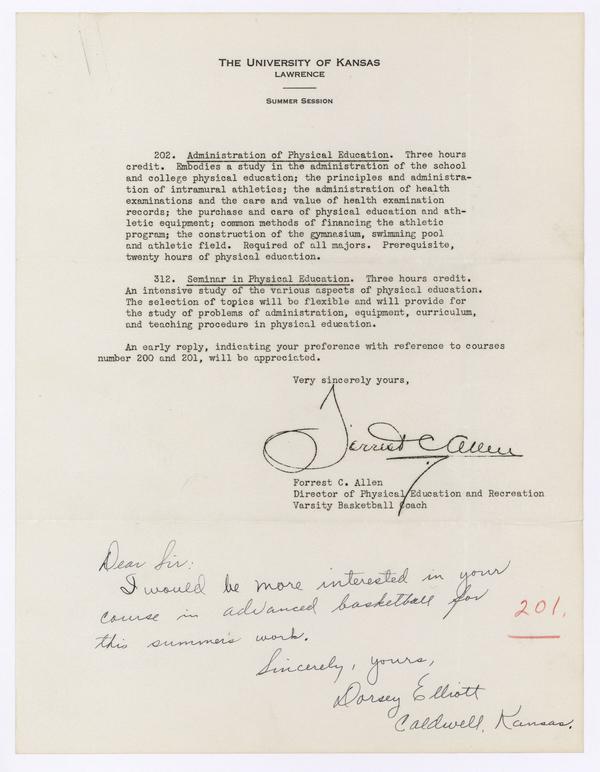 THE UNIVERSITY OF KANSAS
LAWRENCE
SUMMER SESSION
202. Administration of Physical Education. Three hours
credit. Embodies a study in the administration of the school
and college physical education; the principles and administra-
tion of intramural athletics; the administration of health
examinations and the care and value of health examination
records; the purchase and care of physical education and ath-
letic equipment; common methods of financing the athletic
program; the construction of the gymnasium, swimming pool
and athletic field. Required of all majors. Prerequisite,
twenty hours of physical education.
312. Seminar in Physical Education. Three hours credit.
An intensive study of the various aspects of physical education.
The selection of topics will be flexible and will provide for
the study of problems of administration, equipment, curriculum,
and teaching procedure in physical education.
An early reply, indicating your preference with reference to courses
number 200 and 201, will be appreciated.
Very sincerely yours,
Forrest C. Allen
Forrest C. Allen
Director of Physical Education and Recreation
Varsity Basketball Coach
Dear Sir:
I would be more interested in your
course in advanced basketball for
this summer's work.
201.
Sincerely, yours,
Dorsey Elliott
Caldwell, Kansas.